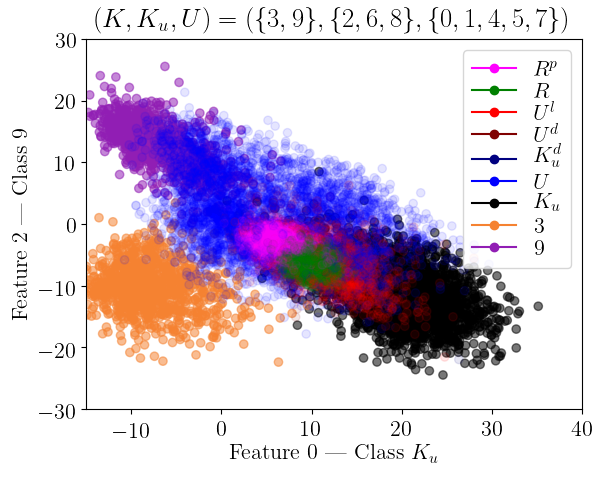 (K, K_u, U) = ({3, 9}, {2, 6, 8}, {0, 1, 4, 5, 7})
30
20
10
0
−10
−20
−30
Feature 2 — Class 9
R^p
R
U^l
U^d
K_u^d
U
K_u
3
9
−10 0 10 20 30 40
Feature 0 — Class K_u